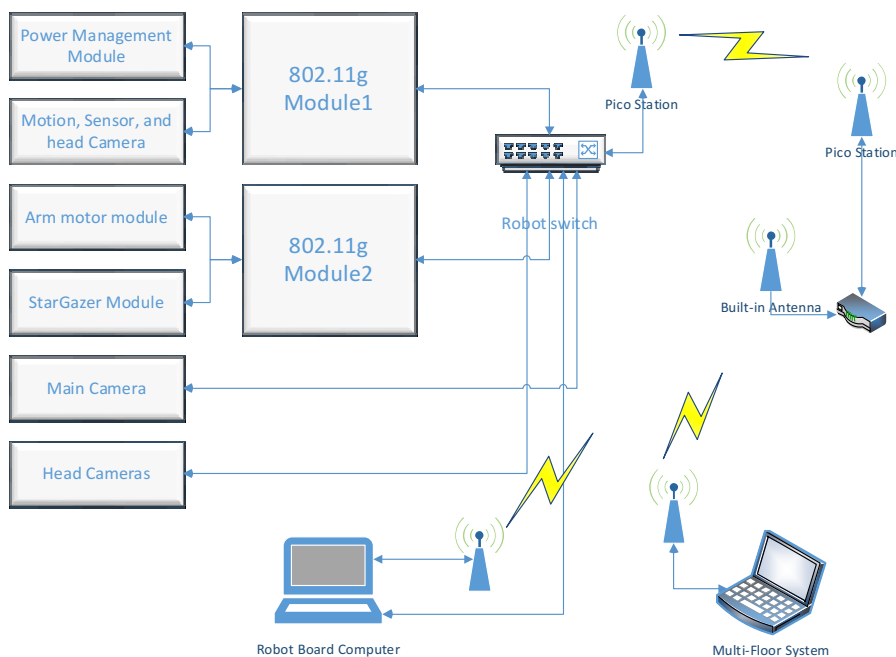 Power Management
Module
802.11g
Module1
Motion, Sensor, and
head Camera
Arm motor module
802.11g
Module2
StarGazer Module
Main Camera
Head Cameras
Pico Station
Pico Station
Robot switch
Built-in Antenna
Robot Board Computer
Multi-Floor System